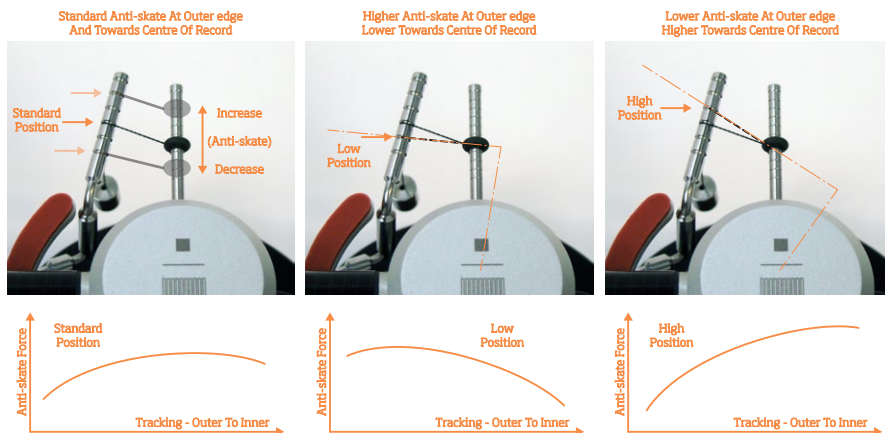 Standard Anti-skate At Outer edge
And Towards Centre Of Record
Higher Anti-skate At Outer edge
Lower Towards Centre Of Record
Lower Anti-skate At Outer edge
Higher Towards Centre Of Record
Standard
Position
Increase
(Anti-skate)
Decrease
Low
Position
High
Position
Anti-skate Force
Standard
Position
Tracking - Outer To Inner
Anti-skate Force
Low
Position
Tracking - Outer To Inner
Anti-skate Force
High
Position
Tracking - Outer To Inner